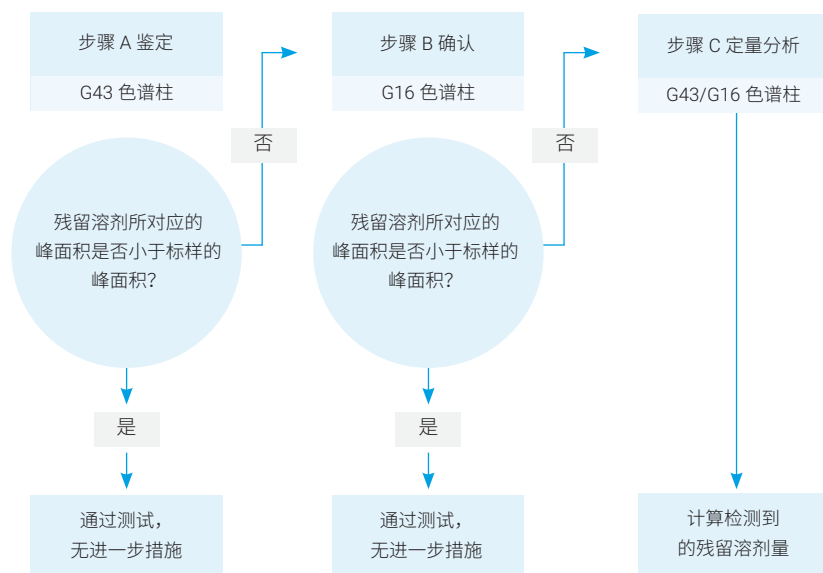 步骤 A 鉴定
G43 色谱柱
残留溶剂所对应的
峰面积是否小于标样的
峰面积？
否
是
通过测试，
无进一步措施
步骤 B 确认
G16 色谱柱
残留溶剂所对应的
峰面积是否小于标样的
峰面积？
否
是
通过测试，
无进一步措施
步骤 C 定量分析
G43/G16 色谱柱
计算检测到
的残留溶剂量